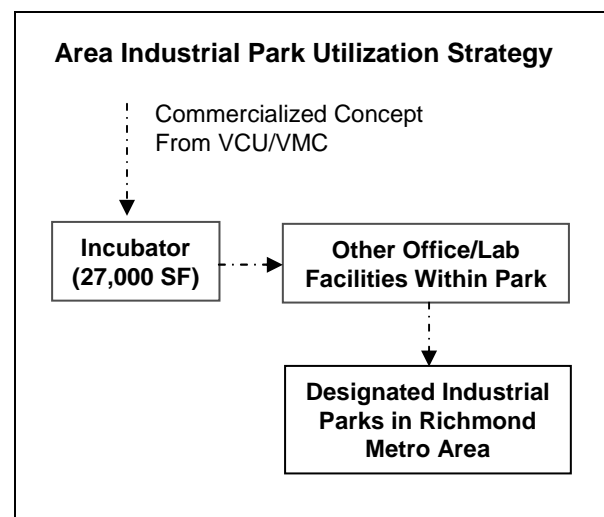 Area Industrial Park Utilization Strategy
Commercialized Concept
From VCU/VMC
Incubator
(27,000 SF)
Other Office/Lab
Facilities Within Park
Designated Industrial
Parks in Richmond
Metro Area